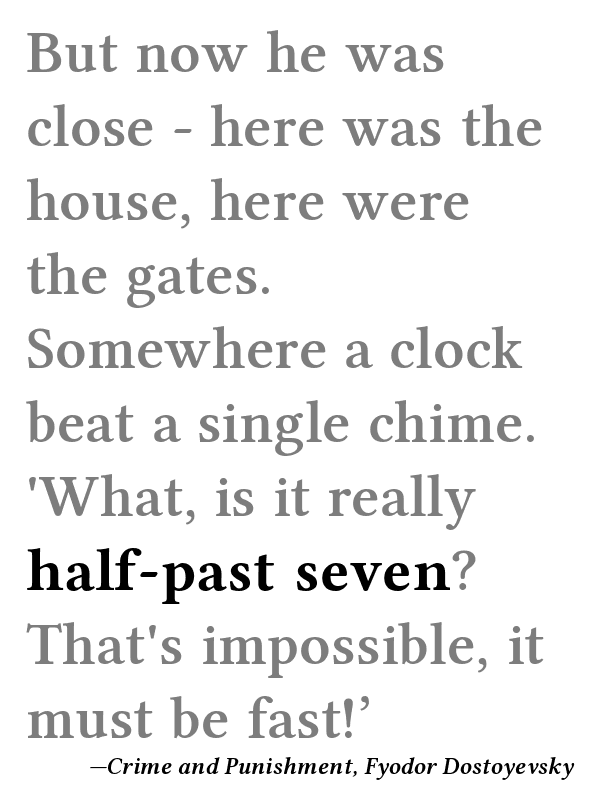 But now he was
close - here was the
house, here were
the gates.
Somewhere a clock
beat a single chime.
'What, is it really
half-past seven?
That's impossible, it
must be fast!’
—Crime and Punishment, Fyodor Dostoyevsky